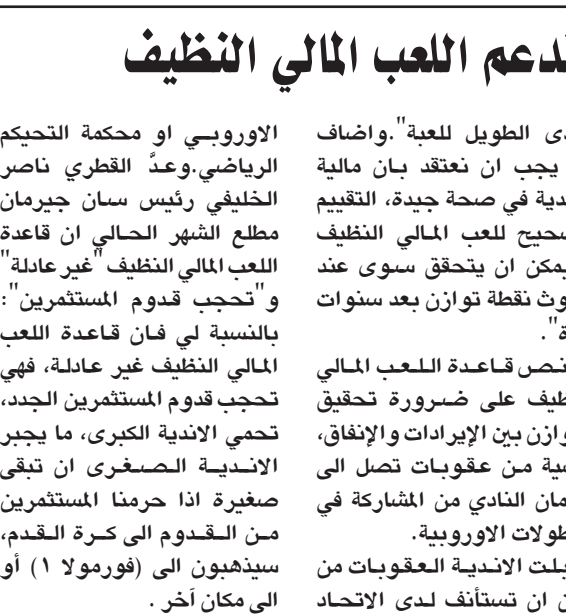 لدعم اللعب المالي النظيف
دى الطويل للعبة".واضاف
يجب ان نعتقد بان مالية
دية في صحة جيدة، التقييم
سحيح للعب المالي النظيف
يمكن ان يتحقق سوى عند
وث نقطة توازن بعد سنوات
ة".
نص قاعدة اللعب المالي
ظيف على ضرورة تحقيق
وازن بين الإيرادات والإنفاق،
سية من عقوبات تصل الى
مان النادي من المشاركة في
طولات الاوروبية.
بلت الاندية العقوبات من
ن ان تستأنف لدى الاتحاد
الاوروبي او محكمة التحيكم
الرياضي.وعدَّ القطري ناصر
الخليفي رئيس سان جيرمان
مطلع الشهر الحالي ان قاعدة
اللعب المالي النظيف "غير عادلة"
و"تحجب قدوم المستثمرين":
بالنسبة لي فان قاعدة اللعب
المالي النظيف غير عادلة، فهي
تحجب قدوم المستثمرين الجدد،
تحمي الاندية الكبرى، ما يجبر
الاندية الصغرى ان تبقى
صغيرة اذا حرمنا المستثمرين
من القدوم الى كرة القدم،
سيذهبون الى (فورمولا ١) أو
الى مكان آخر .